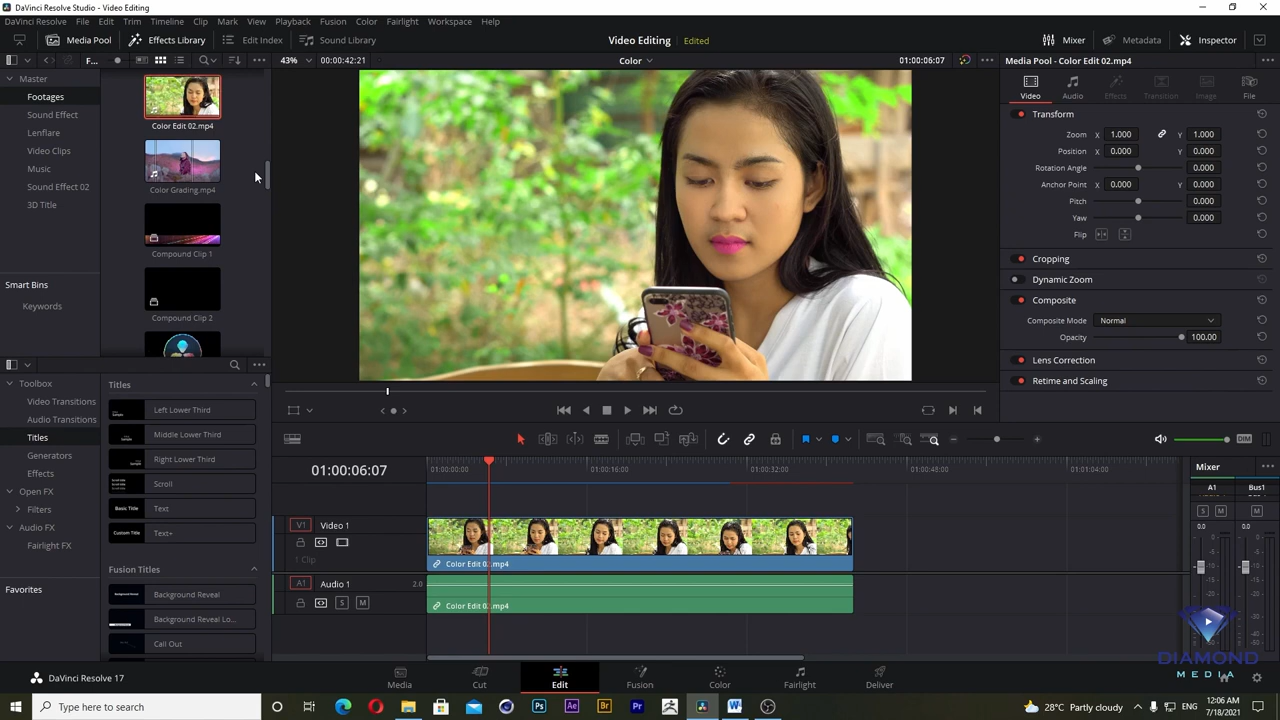 DaVinci Resolve Studio - Video Editing
DaVinci Resolve File Edit Trim Timeline Clip Mark View Playback Fusion Color Fairlight Workspace Help
Media Pool Effects Library Edit Index Sound Library Video Editing Edited Mixer Metadata Inspector
F... 43% 00:00:42:21 Color 01:00:06:07 Media Pool - Color Edit 02.mp4
Master
Footages
Sound Effect
Lenflare
Video Clips
Music
Sound Effect 02
3D Title
Smart Bins
Keywords
Color Edit 02.mp4
Color Grading.mp4
Compound Clip 1
Compound Clip 2
Video Audio Effects Transition Image File
Transform
Zoom X 1.000 Y 1.000
Position X 0.000 Y 0.000
Rotation Angle 0.000
Anchor Point X 0.000 Y 0.000
Pitch 0.000
Yaw 0.000
Flip
Cropping
Dynamic Zoom
Composite
Composite Mode Normal
Opacity 100.00
Lens Correction
Retime and Scaling
Toolbox
Video Transitions
Audio Transitions
Titles
Generators
Effects
Open FX
Filters
Audio FX
Fairlight FX
Favorites
Titles
Left Lower Third
Middle Lower Third
Right Lower Third
Scroll
Basic Title Text
Custom Title Text+
Fusion Titles
Background Reveal
Background Reveal Lo...
Call Out
DIM
01:00:06:07 01:00:00:00 01:00:16:00 01:00:32:00 01:00:48:00 01:01:04:00
V1 Video 1
1 Clip
Color Edit 0 .mp4
A1 Audio 1 2.0
S M
Color Edit 0 .mp4
Mixer
A1 Bus1
S M M
0.0 0.0
DIAMOND
MEDIA
DaVinci Resolve 17 Media Cut Edit Fusion Color Fairlight Deliver
Type here to search Ps Ae Br Pr 28°C Partly cloudy ENG 12:06 AM
7/18/2021